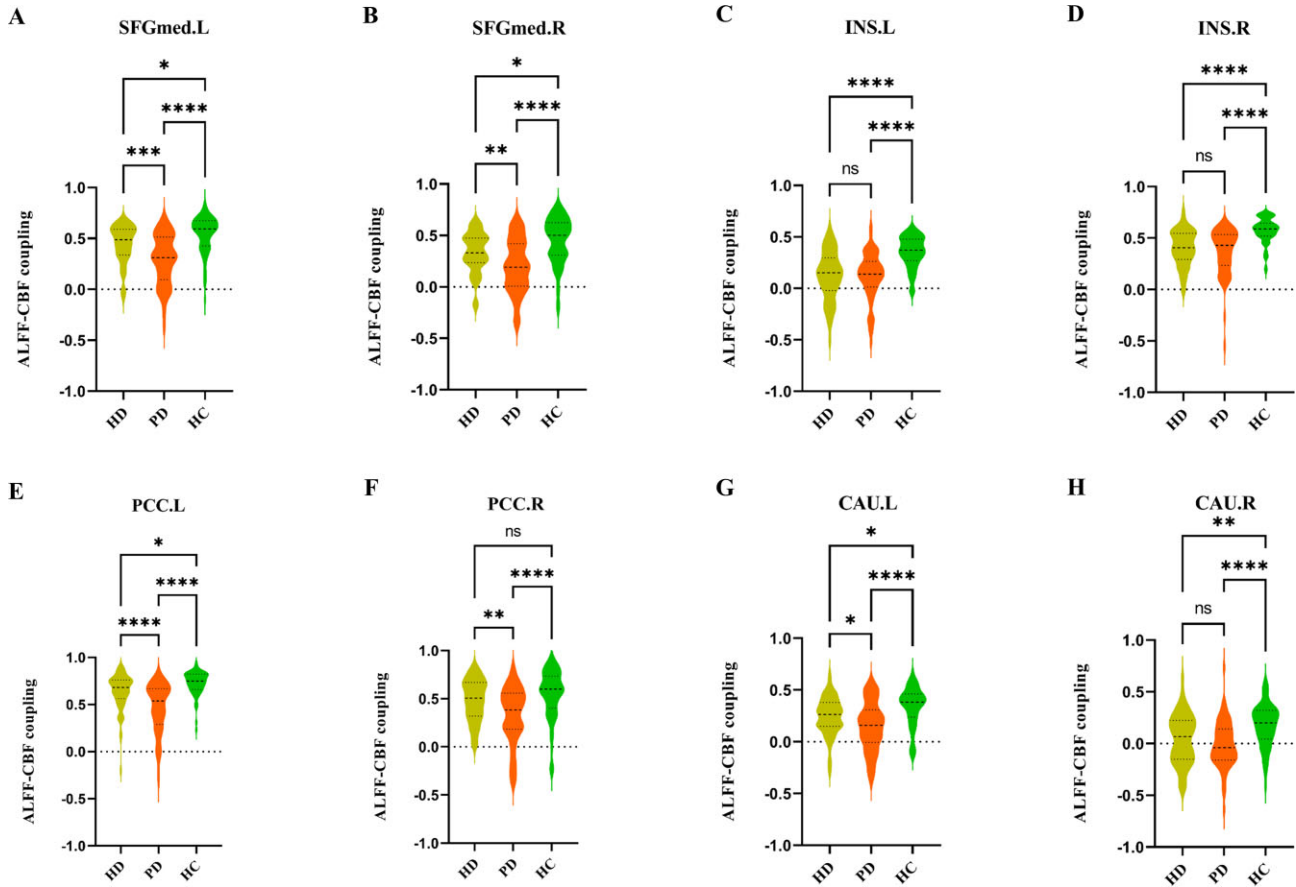 A
SFGmed.L
*
****
***
1.0
0.5
0.0
-0.5
-1.0
ALFF-CBF coupling
HD
PD
HC
B
SFGmed.R
*
****
**
1.0
0.5
0.0
-0.5
-1.0
ALFF-CBF coupling
HD
PD
HC
C
INS.L
****
****
ns
1.0
0.5
0.0
-0.5
-1.0
ALFF-CBF coupling
HD
PD
HC
D
INS.R
****
****
ns
1.0
0.5
0.0
-0.5
-1.0
ALFF-CBF coupling
HD
PD
HC
E
PCC.L
*
****
****
1.0
0.5
0.0
-0.5
-1.0
ALFF-CBF coupling
HD
PD
HC
F
PCC.R
ns
****
**
1.0
0.5
0.0
-0.5
-1.0
ALFF-CBF coupling
HD
PD
HC
G
CAU.L
*
****
*
1.0
0.5
0.0
-0.5
-1.0
ALFF-CBF coupling
HD
PD
HC
H
CAU.R
**
****
ns
1.0
0.5
0.0
-0.5
-1.0
ALFF-CBF coupling
HD
PD
HC